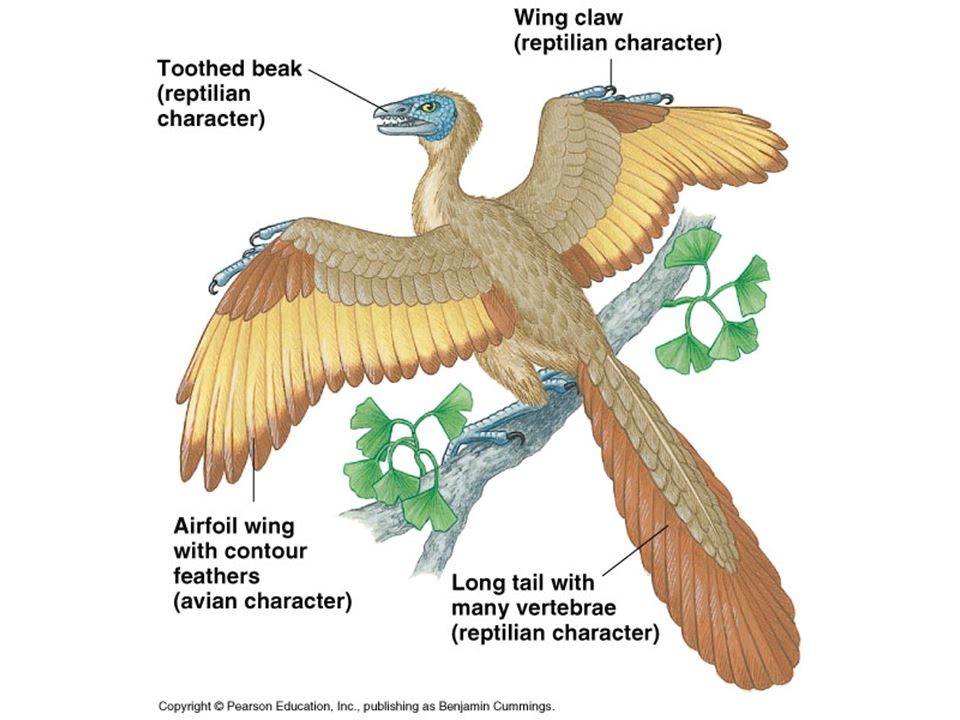 Wing claw
(reptilian character)
Toothed beak
(reptilian
character)
Airfoil wing
with contour
feathers
(avian character)
Long tail with
many vertebrae
(reptilian character)
Copyright © Pearson Education, Inc., publishing as Benjamin Cummings.